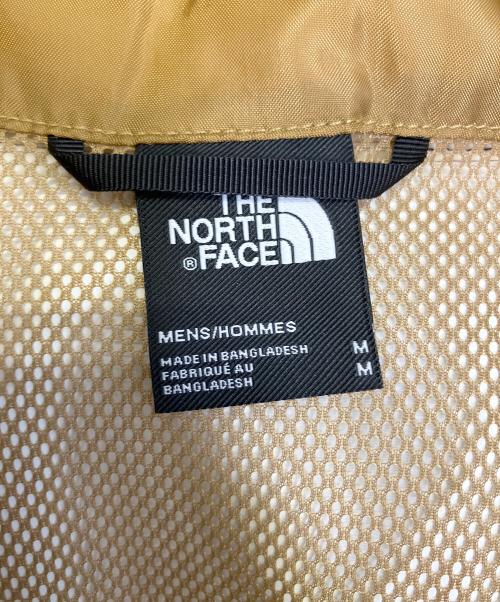 THE
NORTH
® FACE
MENS/HOMMES
MADE IN BANGLADESH M
FABRIQUÉ AU M
BANGLADESH